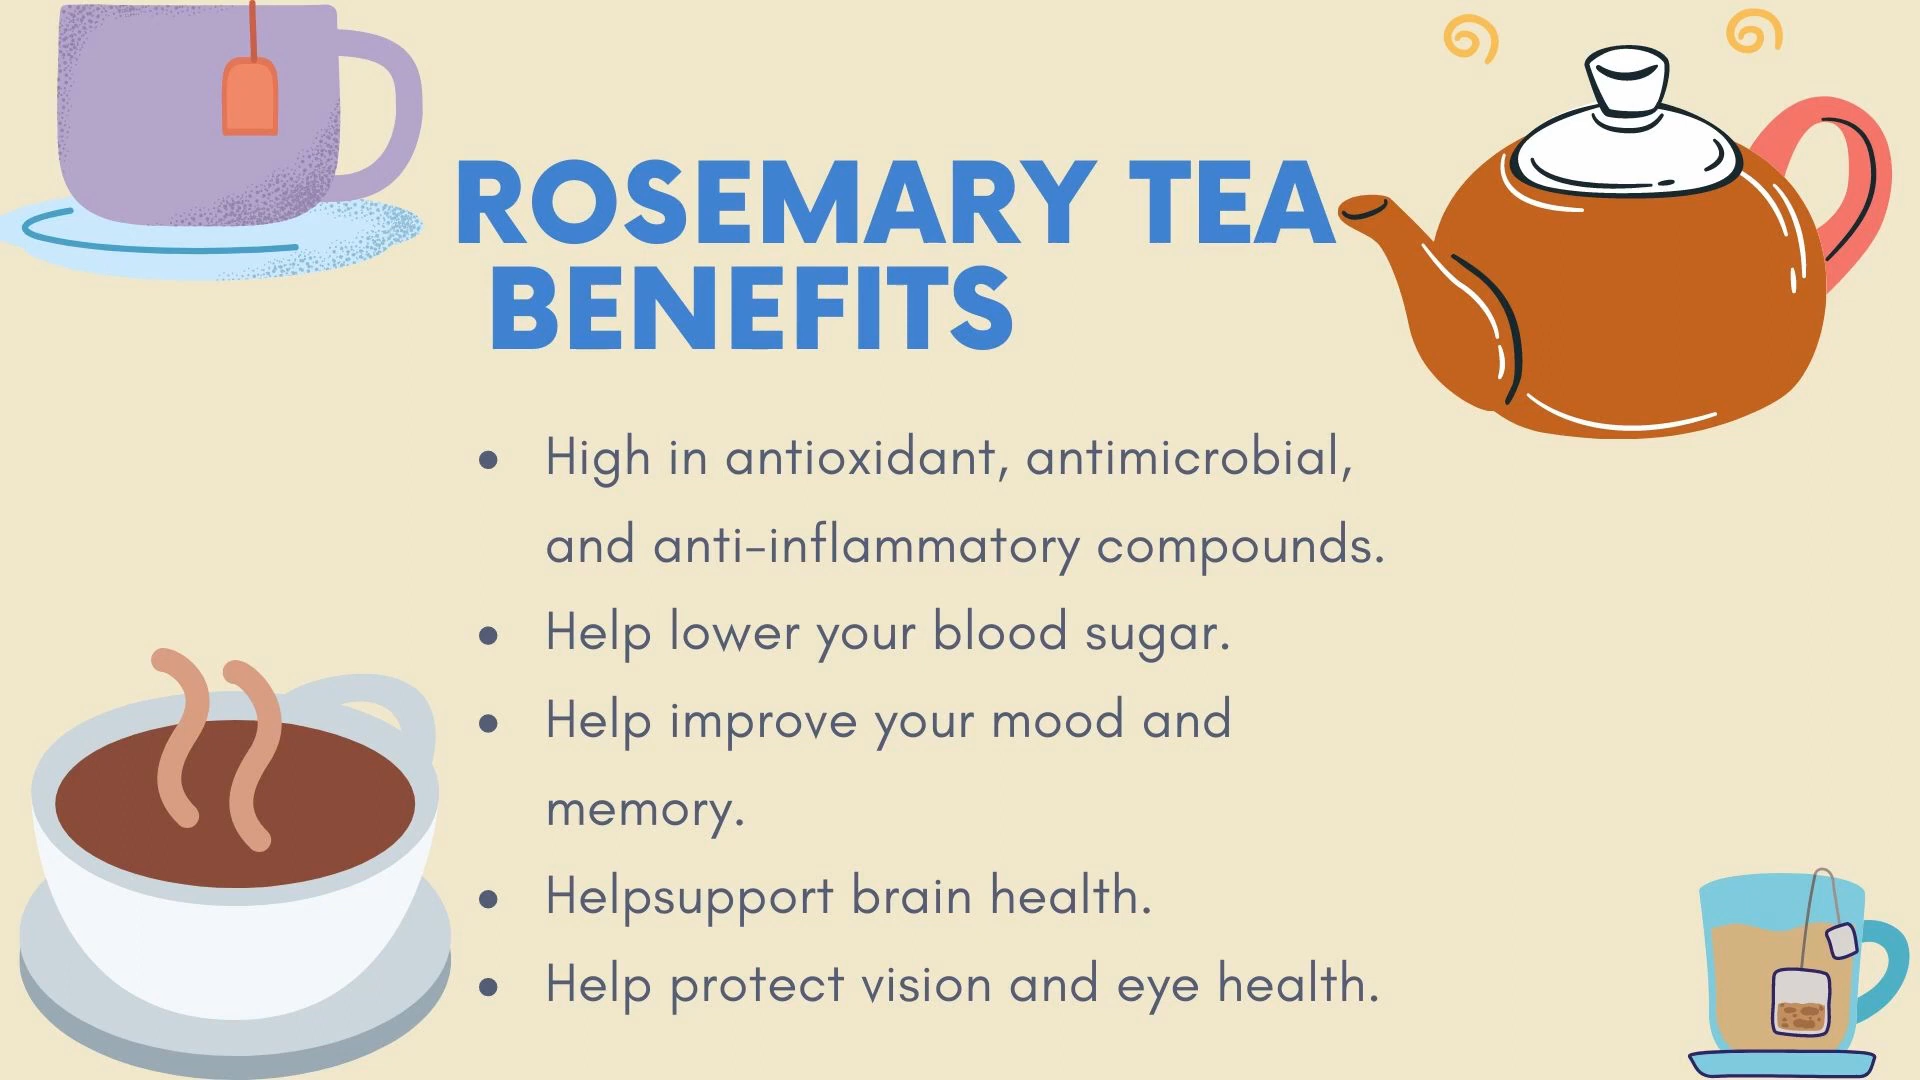 ROSEMARY TEA
BENEFITS
• High in antioxidant, antimicrobial,
and anti-inflammatory compounds.
• Help lower your blood sugar.
• Help improve your mood and
memory.
• Helpsupport brain health.
• Help protect vision and eye health.